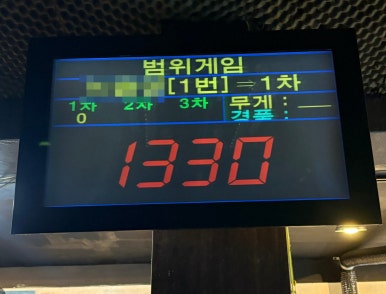 범위게임
[1번]⇒1차
1차 2차 3차 무게 :
0 경품 :
1330